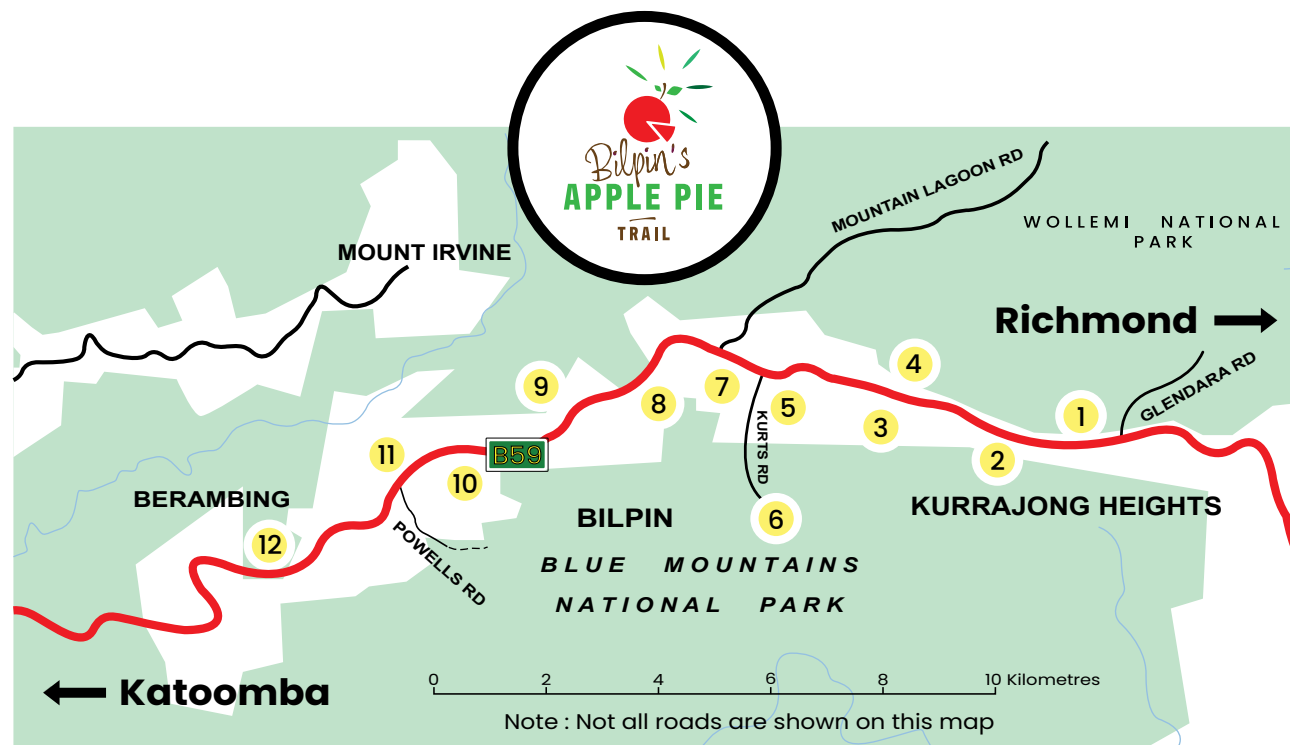 Bilpin's
APPLE PIE
TRAIL
MOUNTAIN LAGOON RD
WOLLEMI NATIONAL
PARK
MOUNT IRVINE
Richmond
GLENDARA RD
4
9
7
8
5
1
3
KURTS RD
2
11
B59
10
BERAMBING
KURRAJONG HEIGHTS
BILPIN
6
12
POWELLS RD
BLUE MOUNTAINS
NATIONAL PARK
Katoomba
0 2 4 6 8 10 Kilometres
Note : Not all roads are shown on this map